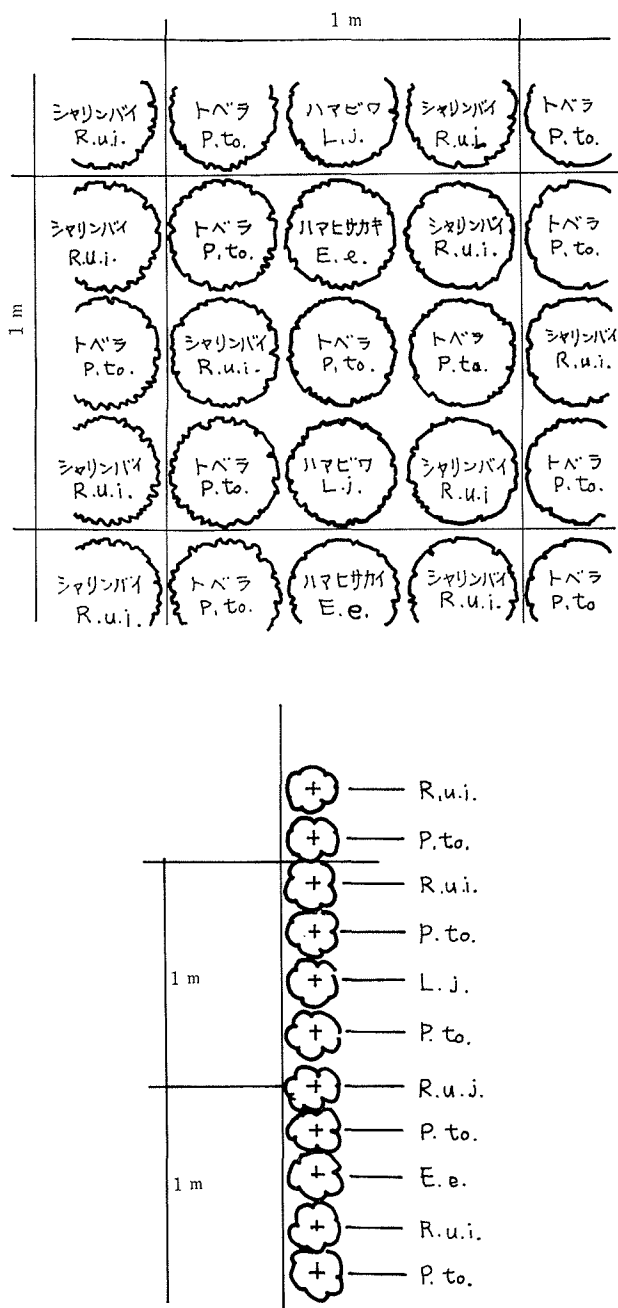 1 m
シャリンバイ トベラ ハマビワ シャリンバイ トベラ
R.u.i. P.to. L.j. R.u.i. P.to.
シャリンバイ トベラ ハマヒサカキ シャリンバイ トベラ
R.u.i. P.to. E.e. R.u.i. P.to.
1 m
トベラ シャリンバイ トベラ トベラ シャリンバイ
P.to. R.u.i. P.to. P.to. R.u.i.
シャリンバイ トベラ ハマビワ シャリンバイ トベラ
R.u.i. P.to. L.j. R.u.i P.to.
シャリンバイ トベラ ハマヒサカイ シャリンバイ トベラ
R.u.i. P.to. E.e. R.u.i. P.to
R.u.i.
P.to.
R.u.i.
P.to.
1 m
L.j.
P.to.
R.u.j.
P.to.
1 m
E.e.
R.u.i.
P.to.